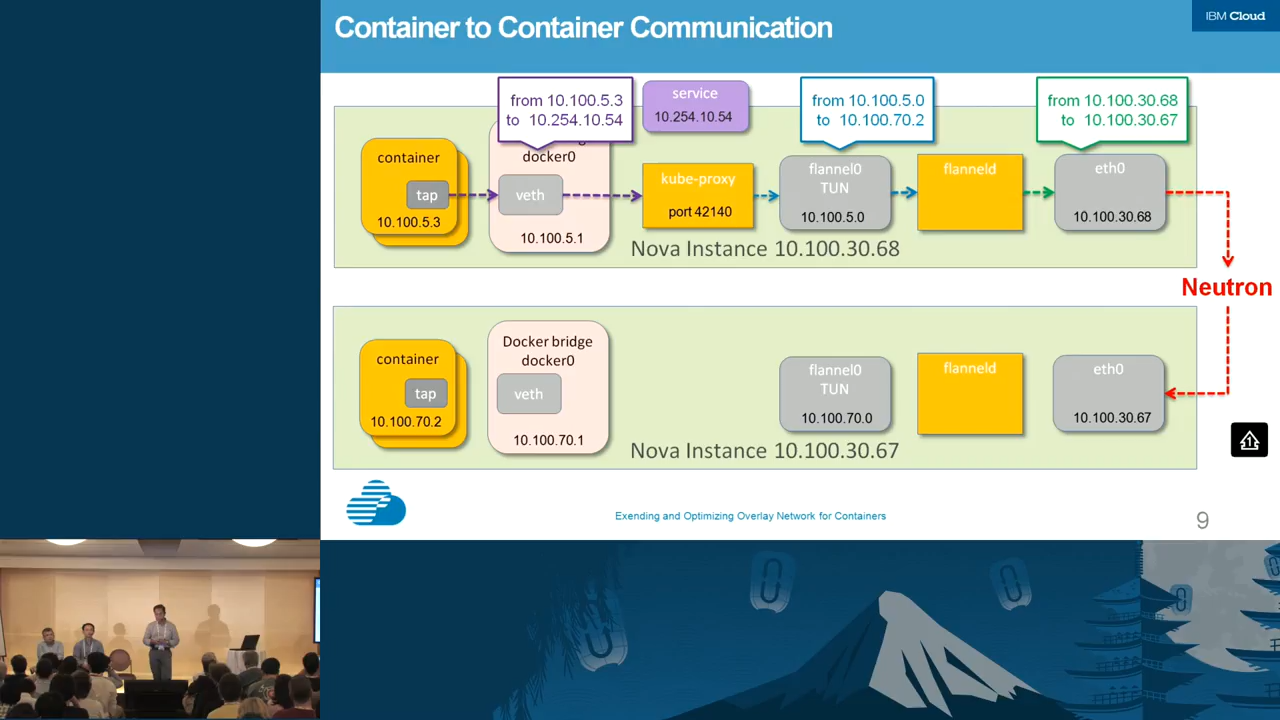 Container to Container Communication
IBM Cloud
from 10.100.5.3
to 10.254.10.54
service
10.254.10.54
from 10.100.5.0
to 10.100.70.2
from 10.100.30.68
to 10.100.30.67
container
tap
10.100.5.3
docker0
veth
10.100.5.1
kube-proxy
port 42140
flannel0
TUN
10.100.5.0
flanneld
eth0
10.100.30.68
Nova Instance 10.100.30.68
Neutron
container
tap
10.100.70.2
Docker bridge
docker0
veth
10.100.70.1
flannel0
TUN
10.100.70.0
flanneld
eth0
10.100.30.67
Nova Instance 10.100.30.67
Exending and Optimizing Overlay Network for Containers
9